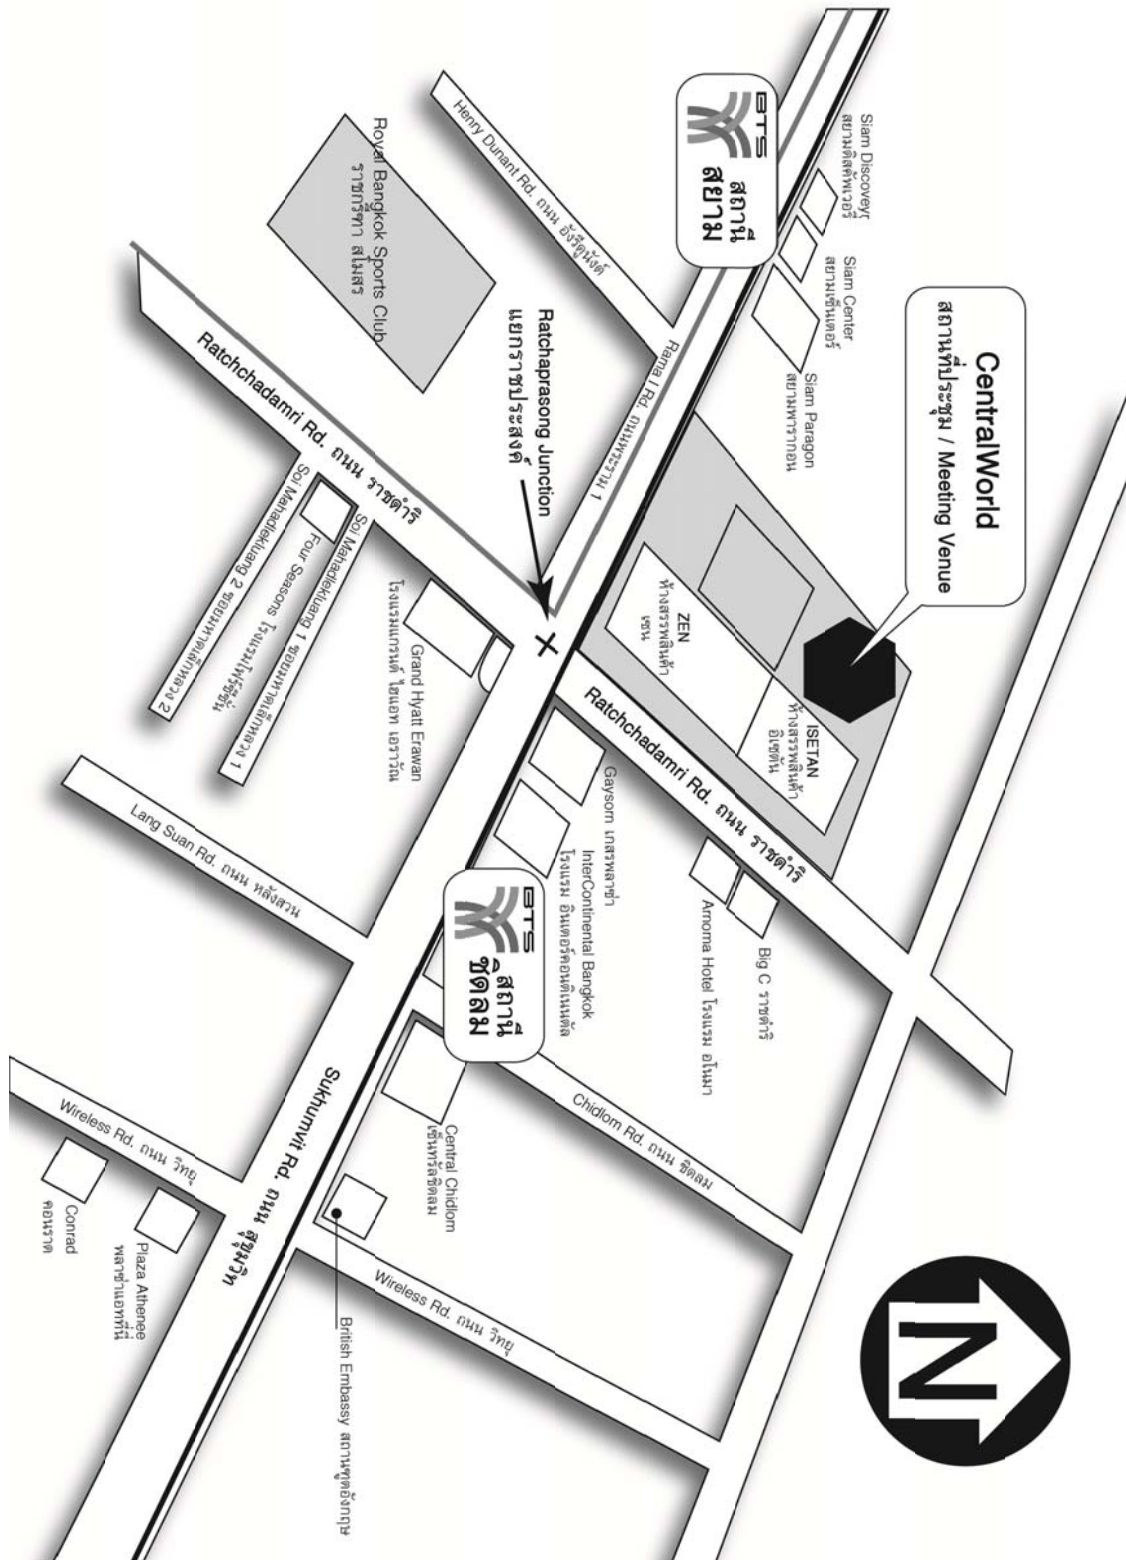 CentralWorld
สถานที่ประชุม / Meeting Venue
Siam Discoveyr
สยามดิสคัพเวอรี่
Siam Center
สยามเซ็นเตอร์
Siam Paragon
สยามพารากอน
BTS
สถานี
สยาม
Henry Dunant Rd. ถนน อังรีดูนังต์
Royal Bangkok Sports Club
ราชกรีฑา สโมสร
Rama I Rd. ถนนพระราม 1
Ratchaprasong Junction
แยกราชประสงค์
ZEN
ห้างสรรพสินค้า
เซน
ISETAN
ห้างสรรพสินค้า
อิเซตัน
Ratchchadamri Rd. ถนน ราชดำริ
Ratchchadamri Rd. ถนน ราชดำริ
Soi Mahadlekluang 2 ซอยมหาดเล็กหลวง 2
Four Seasons โรงแรมโฟร์ซีซั่น
Soi Mahadlekluang 1 ซอยมหาดเล็กหลวง 1
Grand Hyatt Erawan
โรงแรมแกรนด์ ไฮแอท เอราวัณ
Gaysorn เกสรพลาซ่า
InterContinental Bangkok
โรงแรม อินเตอร์คอนติเนนตัล
Arnoma Hotel โรงแรม อโนมา
Big C ราชดำริ
Lang Suan Rd. ถนน หลังสวน
BTS
สถานี
ชิดลม
Central Chidlom
เซ็นทรัลชิดลม
Chidlom Rd. ถนน ชิดลม
Sukhumvit Rd. ถนน สุขุมวิท
Wireless Rd. ถนน วิทยุ
Wireless Rd. ถนน วิทยุ
Conrad
คอนราด
Plaza Athenee
พลาซ่าแอทที่นี่
British Embassy สถานฑูตอังกฤษ
N